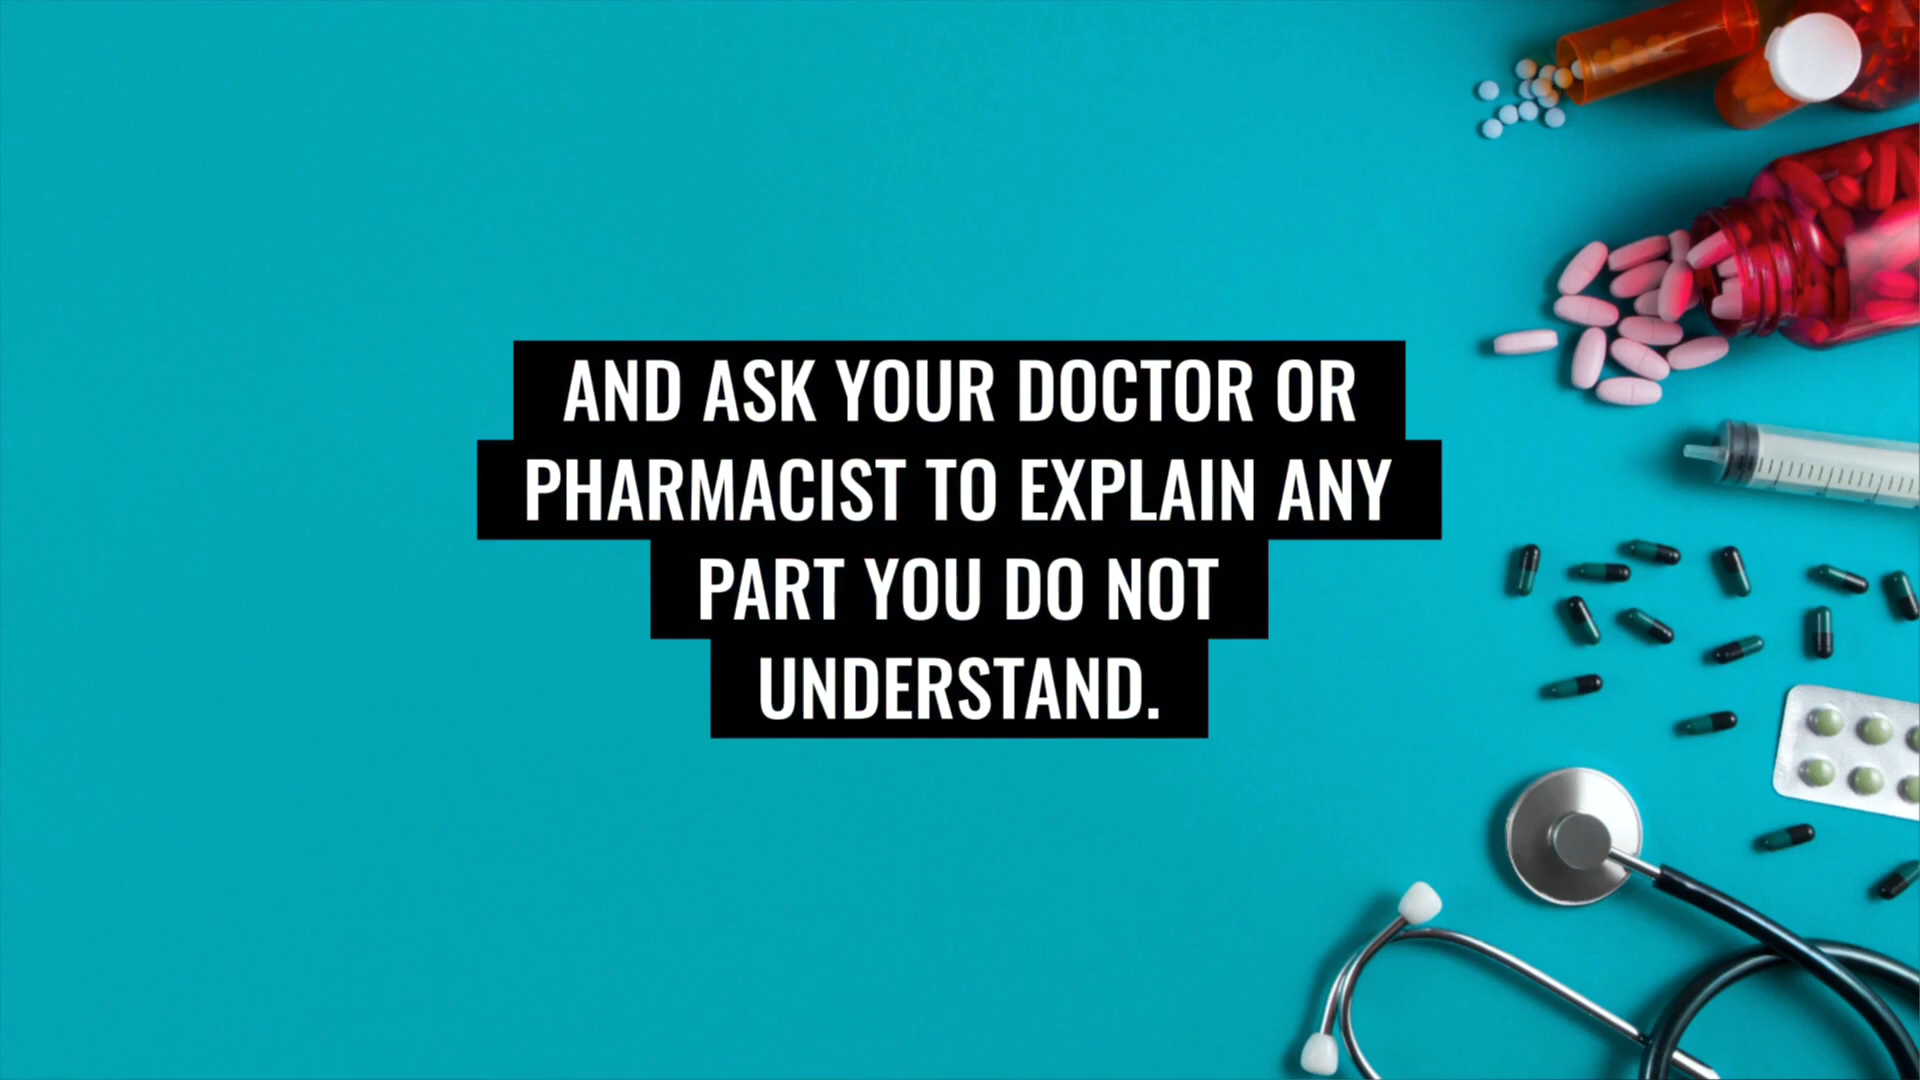 AND ASK YOUR DOCTOR OR
PHARMACIST TO EXPLAIN ANY
PART YOU DO NOT
UNDERSTAND.